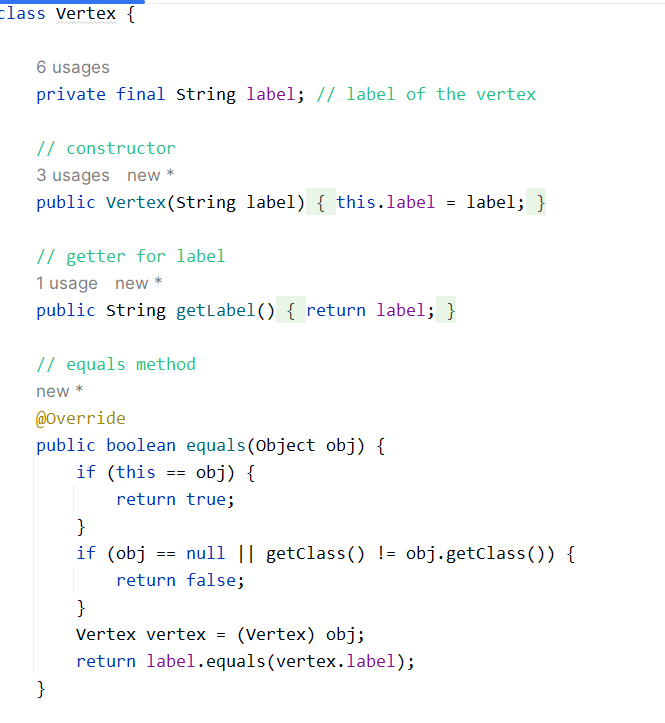 class Vertex {
6 usages
private final String label; // label of the vertex
// constructor
3 usages new *
public Vertex(String label) { this.label = label; }
// getter for label
1 usage new *
public String getLabel() { return label; }
// equals method
new *
@Override
public boolean equals(Object obj) {
if (this == obj) {
return true;
}
if (obj == null || getClass() != obj.getClass()) {
return false;
}
Vertex vertex = (Vertex) obj;
return label.equals(vertex.label);
}